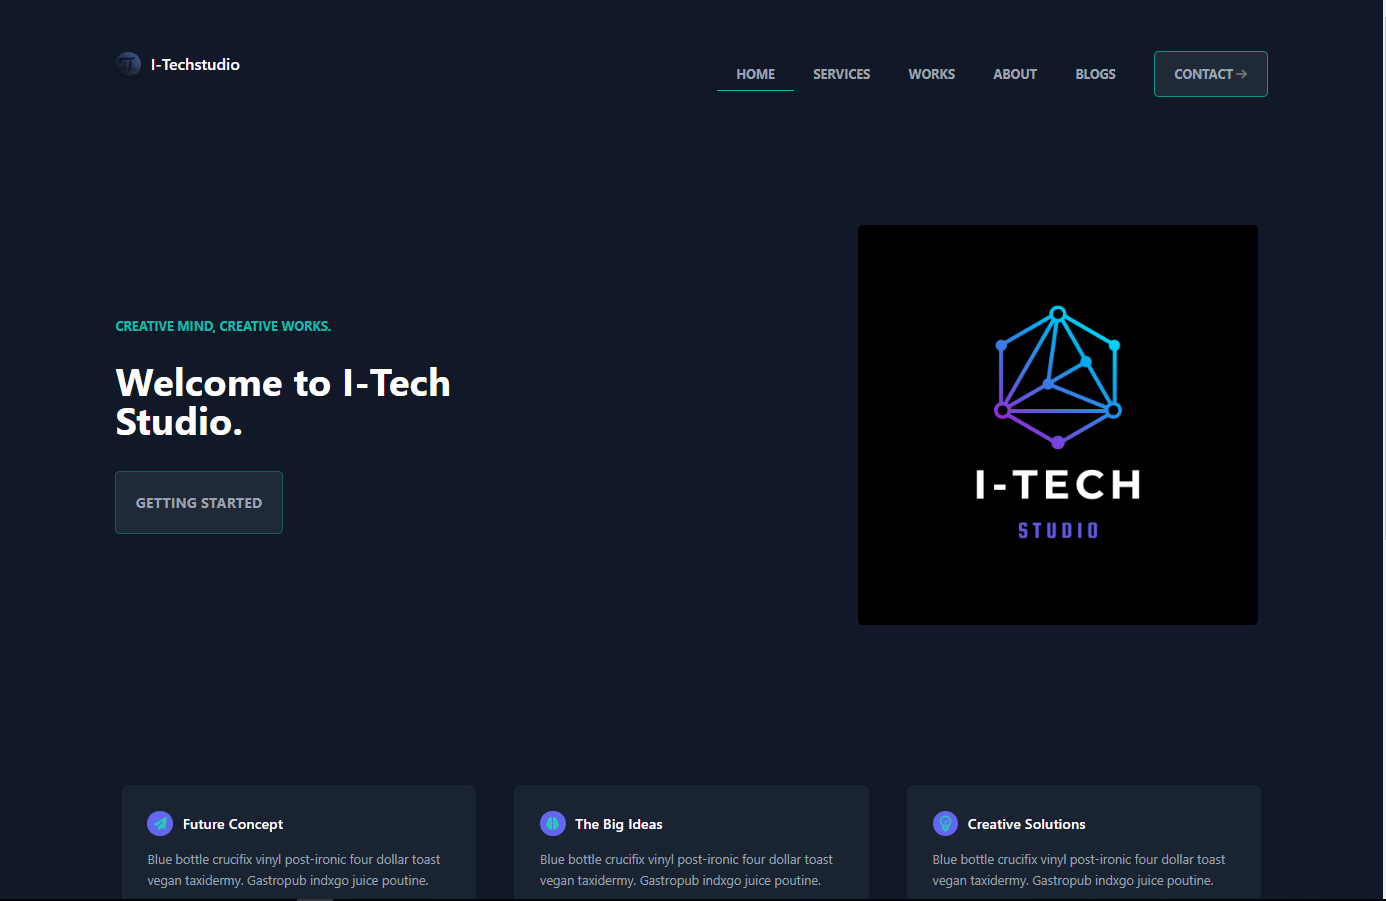 I-Techstudio
HOME SERVICES WORKS ABOUT BLOGS CONTACT→
CREATIVE MIND, CREATIVE WORKS.
Welcome to I-Tech
Studio.
GETTING STARTED
I-TECH
STUDIO
Future Concept
Blue bottle crucifix vinyl post-ironic four dollar toast
vegan taxidermy. Gastropub indxgo juice poutine.
The Big Ideas
Blue bottle crucifix vinyl post-ironic four dollar toast
vegan taxidermy. Gastropub indxgo juice poutine.
Creative Solutions
Blue bottle crucifix vinyl post-ironic four dollar toast
vegan taxidermy. Gastropub indxgo juice poutine.